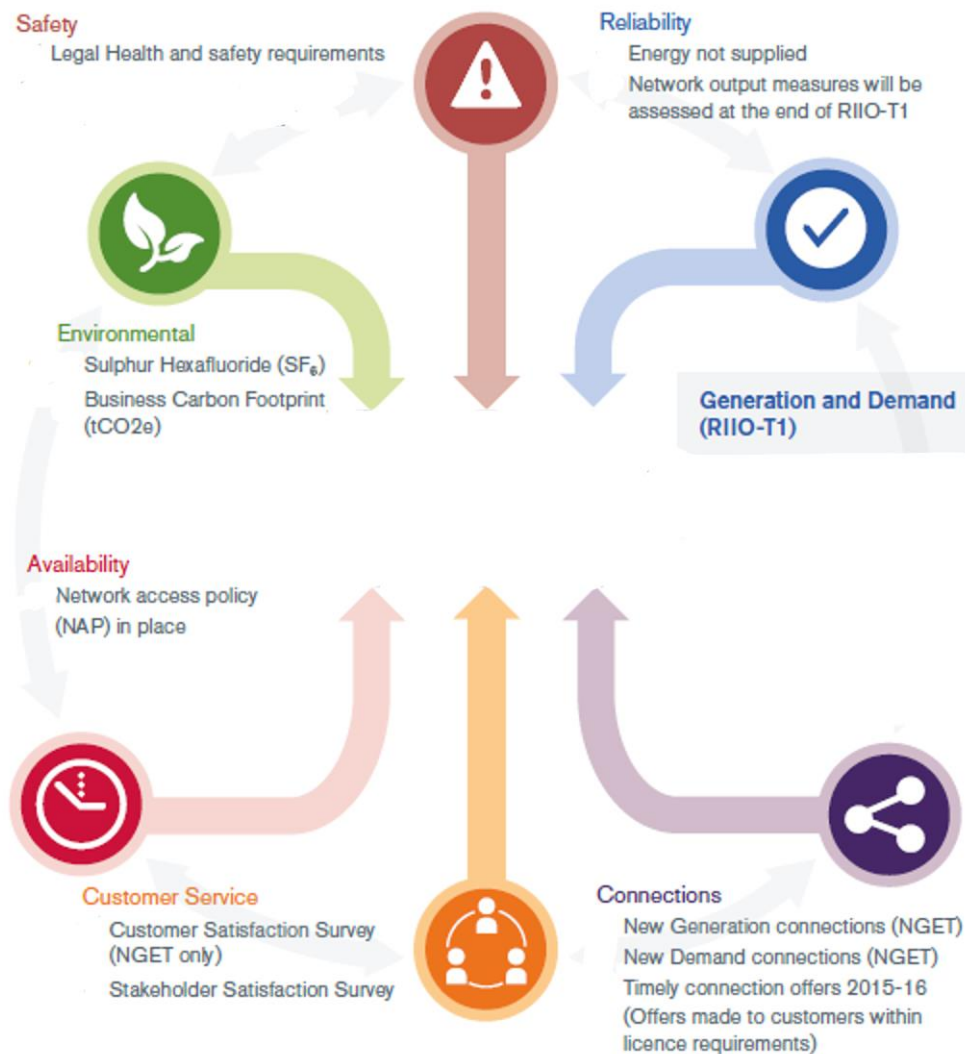 Safety
Legal Health and safety requirements
Reliability
Energy not supplied
Network output measures will be
assessed at the end of RIIO-T1
Environmental
Sulphur Hexafluoride (SF₆)
Business Carbon Footprint
(tCO2e)
Generation and Demand
(RIIO-T1)
Availability
Network access policy
(NAP) in place
Customer Service
Customer Satisfaction Survey
(NGET only)
Stakeholder Satisfaction Survey
Connections
New Generation connections (NGET)
New Demand connections (NGET)
Timely connection offers 2015-16
(Offers made to customers within
licence requirements)